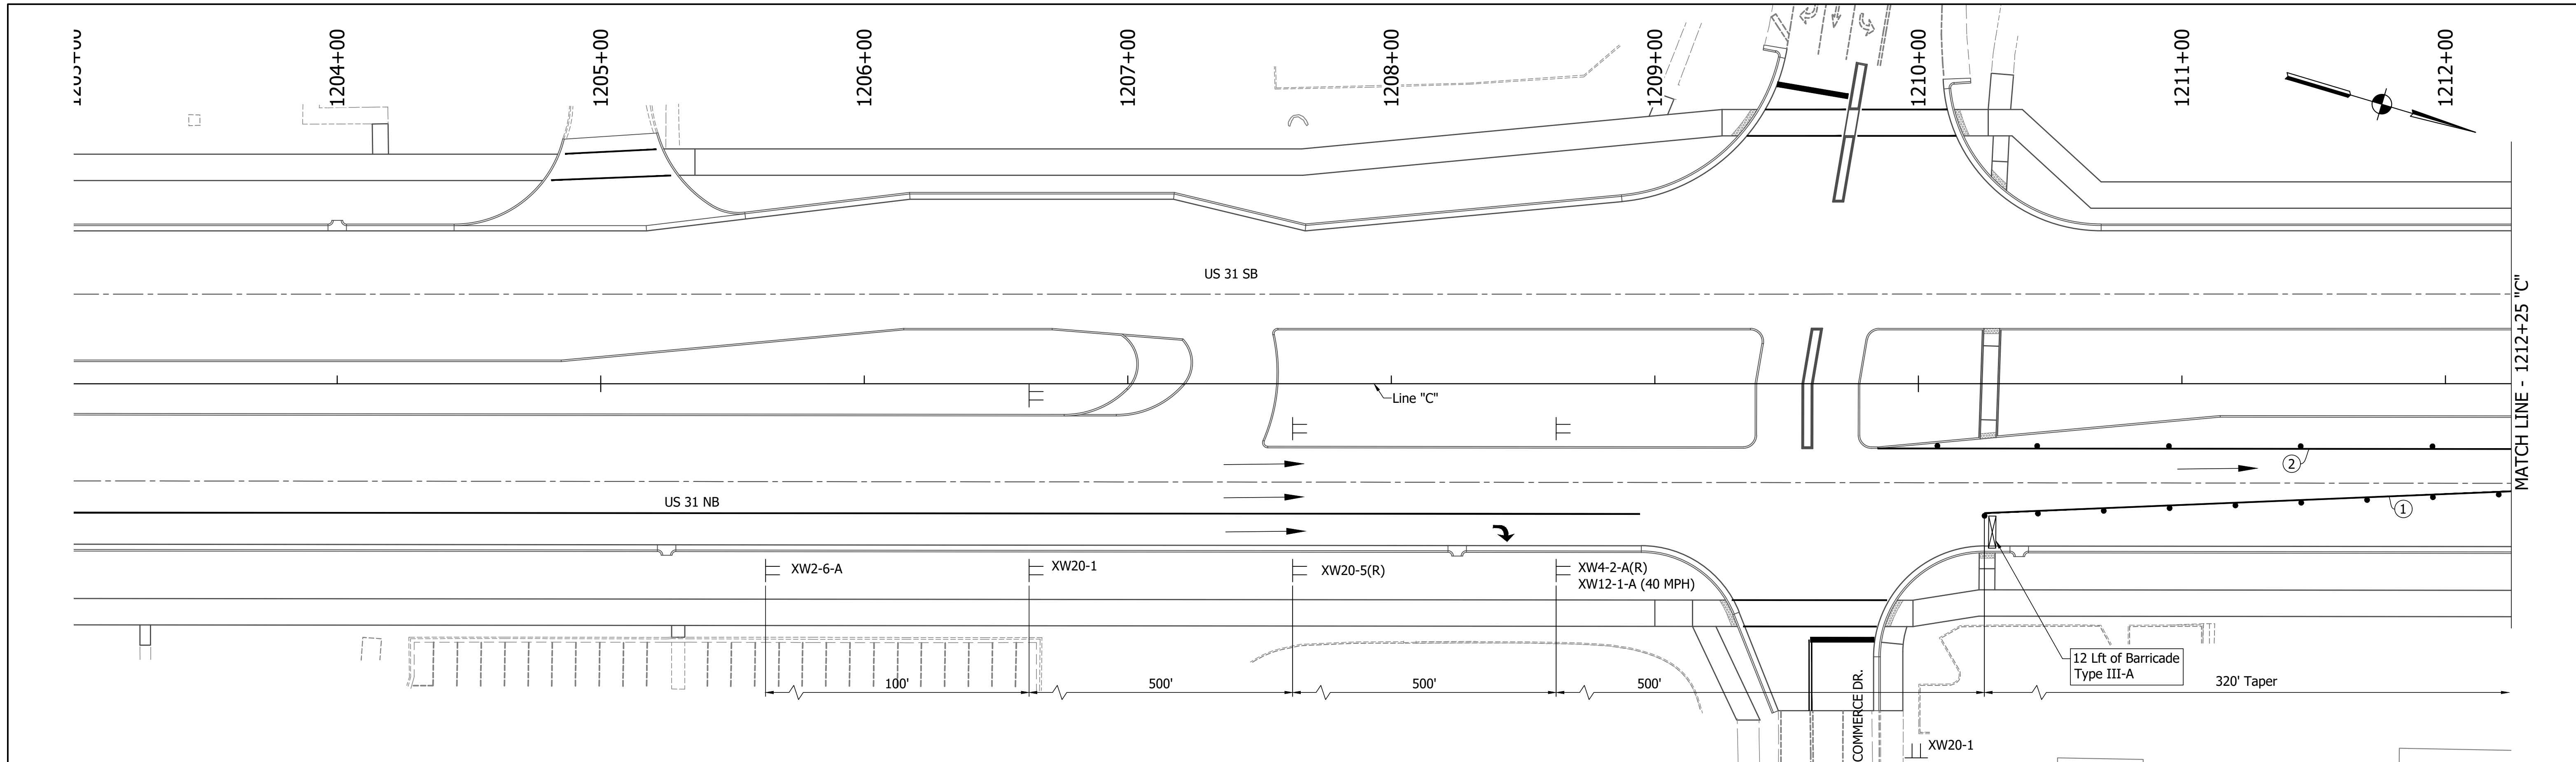 1203+00
1204+00
1205+00
1206+00
1207+00
1208+00
1209+00
1210+00
1211+00
1212+00
US 31 SB
Line "C"
MATCH LINE - 1212+25 "C"
2
US 31 NB
1
XW2-6-A
XW20-1
XW20-5(R)
XW4-2-A(R)
XW12-1-A (40 MPH)
12 Lft of Barricade
Type III-A
100'
500'
500'
500'
320' Taper
COMMERCE DR.
XW20-1